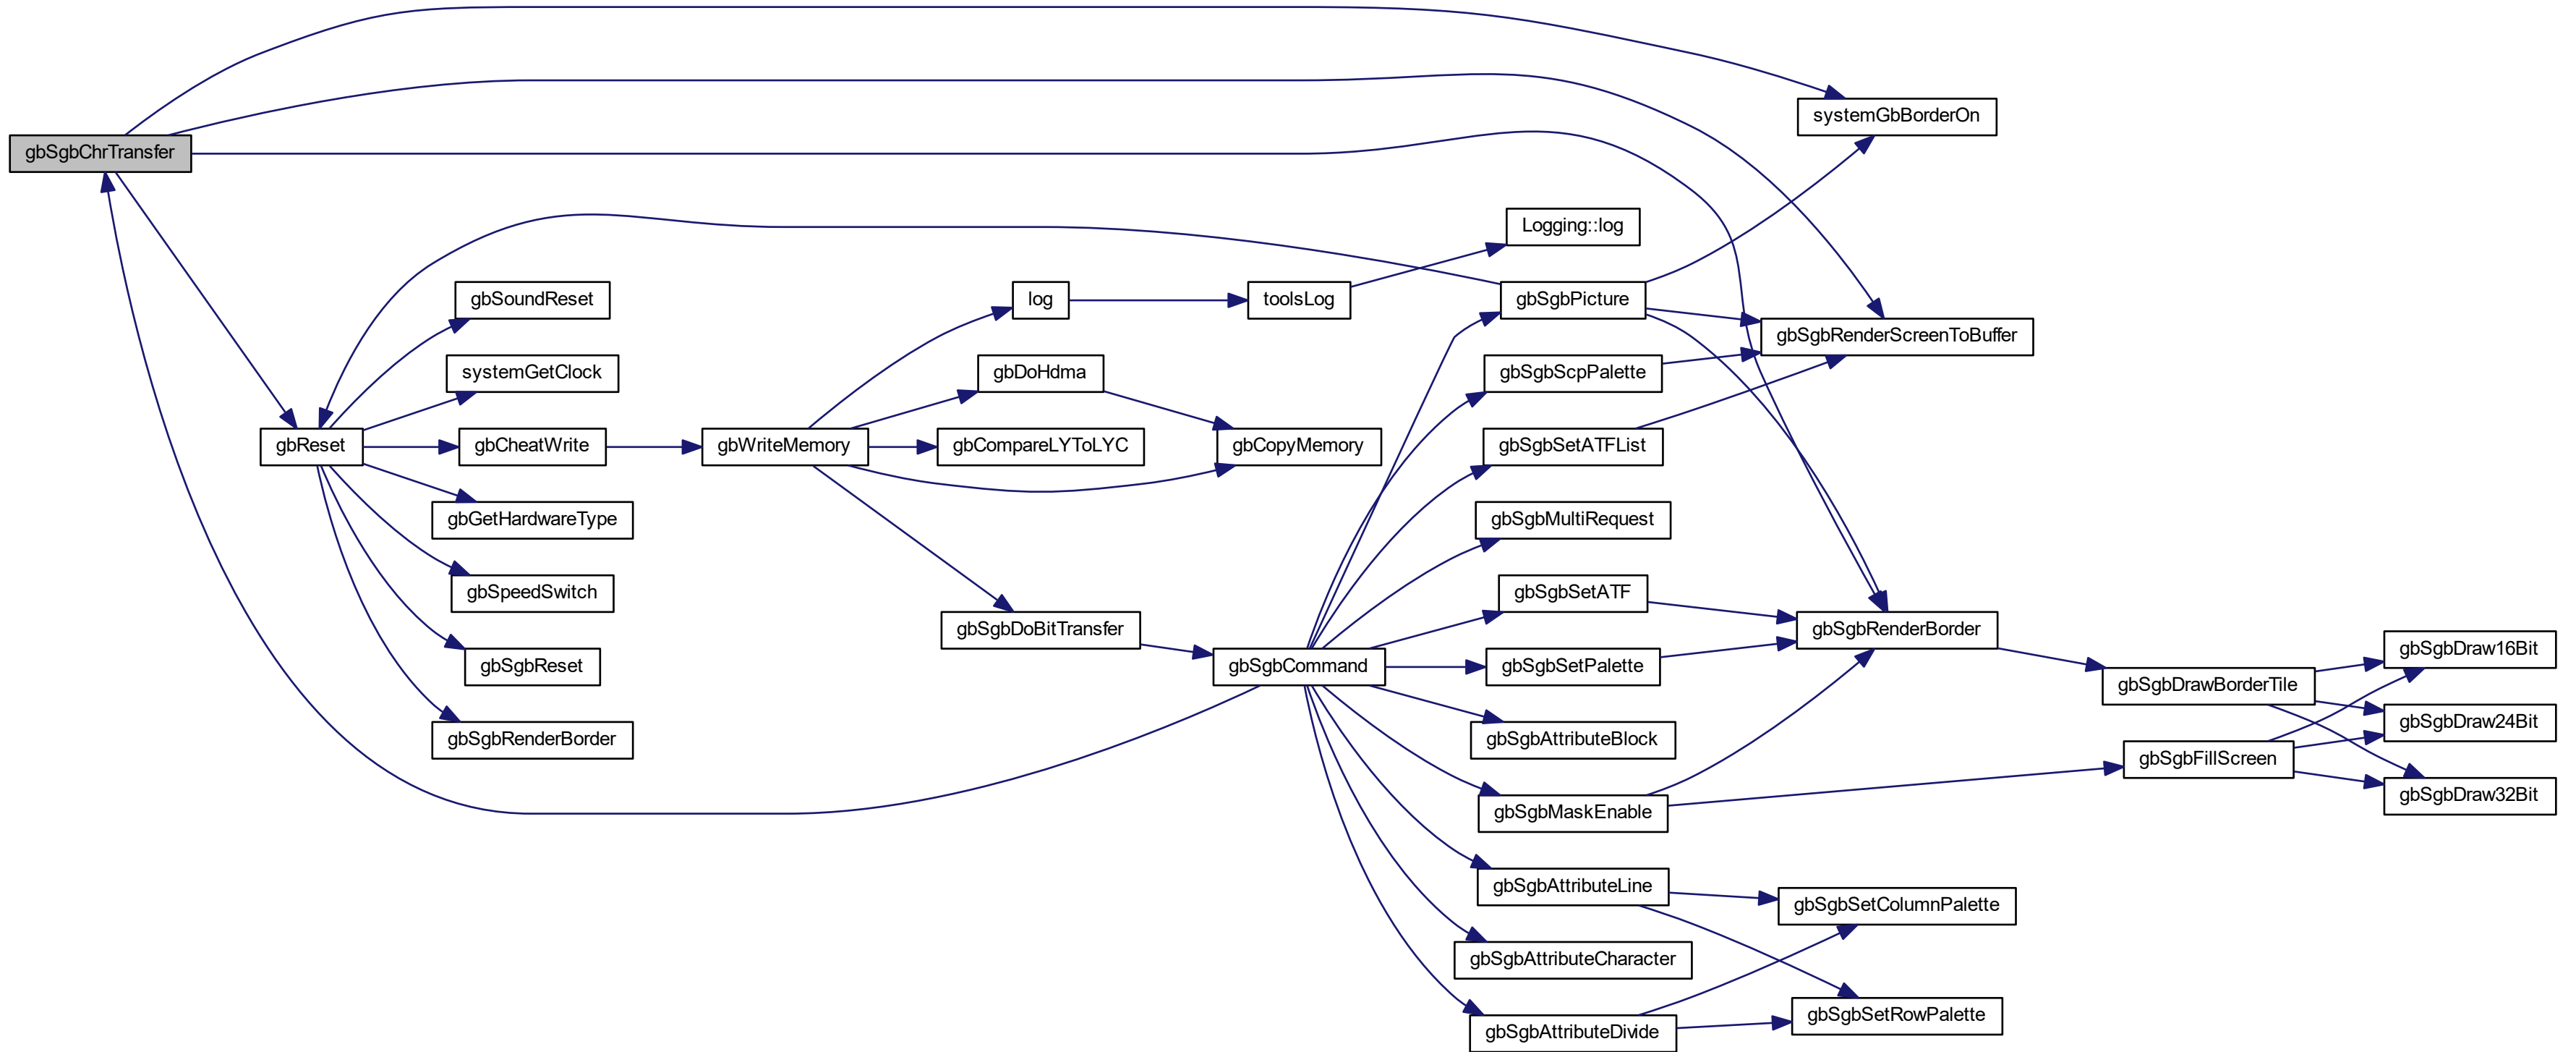 systemGbBorderOn
gbSgbChrTransfer
Logging::log
gbSoundReset
log
toolsLog
gbSgbPicture
gbSgbRenderScreenToBuffer
systemGetClock
gbDoHdma
gbSgbScpPalette
gbReset
gbCheatWrite
gbWriteMemory
gbCompareLYToLYC
gbCopyMemory
gbSgbSetATFList
gbGetHardwareType
gbSgbMultiRequest
gbSpeedSwitch
gbSgbSetATF
gbSgbDoBitTransfer
gbSgbRenderBorder
gbSgbDraw16Bit
gbSgbReset
gbSgbCommand
gbSgbSetPalette
gbSgbDrawBorderTile
gbSgbDraw24Bit
gbSgbRenderBorder
gbSgbAttributeBlock
gbSgbFillScreen
gbSgbDraw32Bit
gbSgbMaskEnable
gbSgbAttributeLine
gbSgbSetColumnPalette
gbSgbAttributeCharacter
gbSgbSetRowPalette
gbSgbAttributeDivide